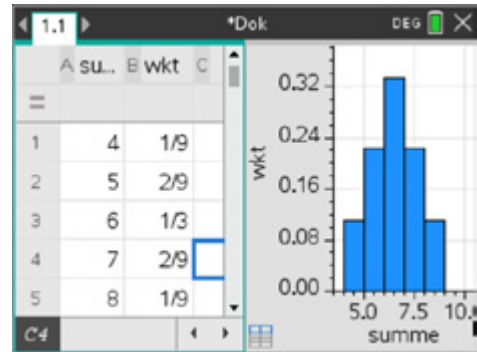 1.1 *Dok DEG
A su... B wkt C
=
1 4 1/9
2 5 2/9
3 6 1/3
4 7 2/9
5 8 1/9
C4
wkt
0.32
0.24
0.16
0.08
0.00
5.0 7.5 10.
summe